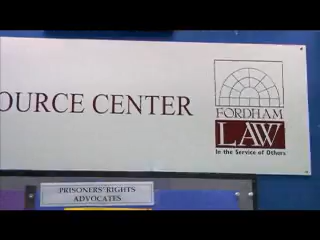 OURCE CENTER
FORDHAM
LAW
In the Service of Others
PRISONERS' RIGHTS
ADVOCATES